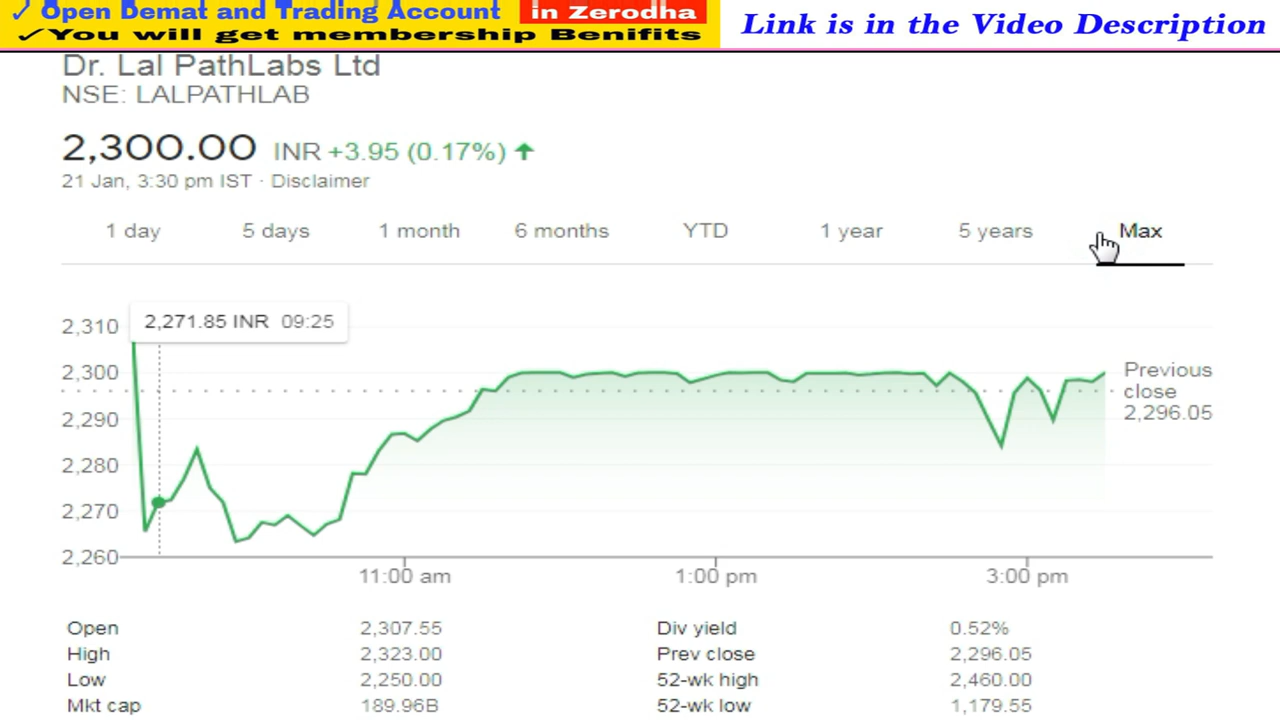 ✓ Open Demat and Trading Account in Zerodha
✓You will get membership Benifits
Link is in the Video Description
Dr. Lal PathLabs Ltd
NSE: LALPATHLAB
2,300.00 INR +3.95 (0.17%) ↑
21 Jan, 3:30 pm IST · Disclaimer
1 day 5 days 1 month 6 months YTD 1 year 5 years Max
2,271.85 INR 09:25
2,310
2,300
2,290
2,280
2,270
2,260
Previous
close
2,296.05
11:00 am 1:00 pm 3:00 pm
Open 2,307.55 Div yield 0.52%
High 2,323.00 Prev close 2,296.05
Low 2,250.00 52-wk high 2,460.00
Mkt cap 189.96B 52-wk low 1,179.55